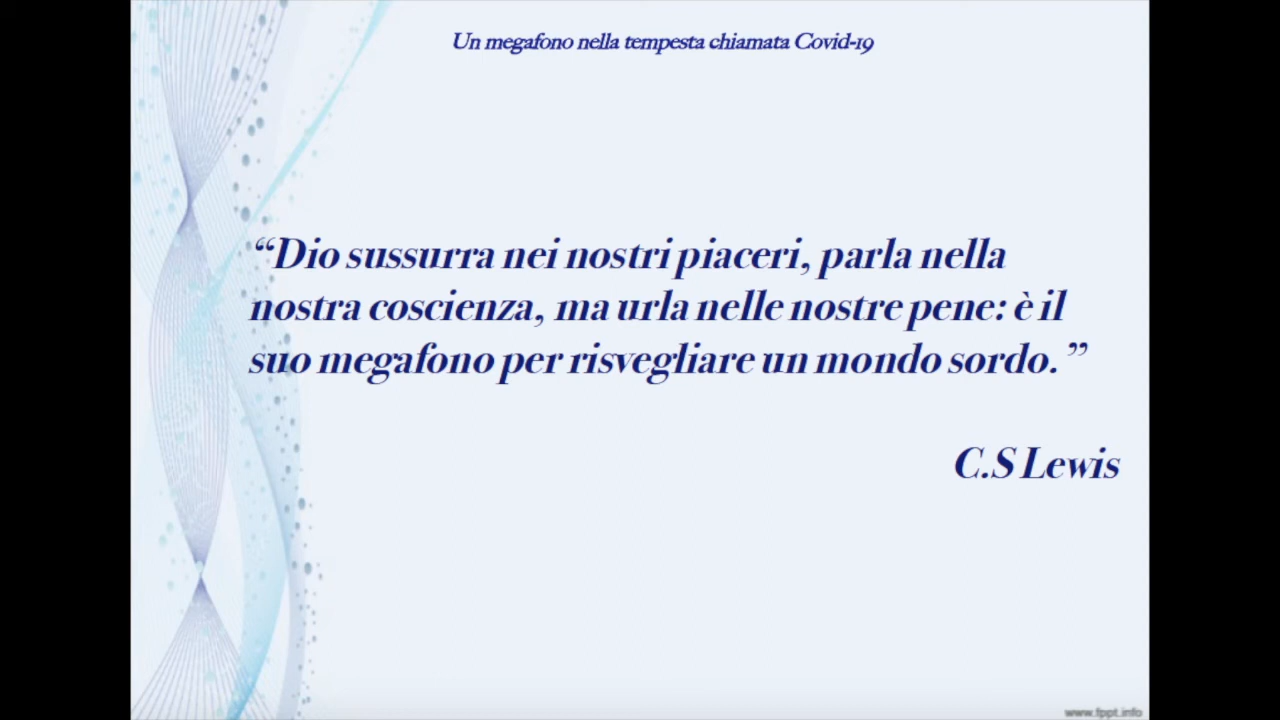 Un megafono nella tempesta chiamata Covid-19
“Dio sussurra nei nostri piaceri, parla nella
nostra coscienza, ma urla nelle nostre pene: è il
suo megafono per risvegliare un mondo sordo.”
C.S Lewis
www.fppt.info